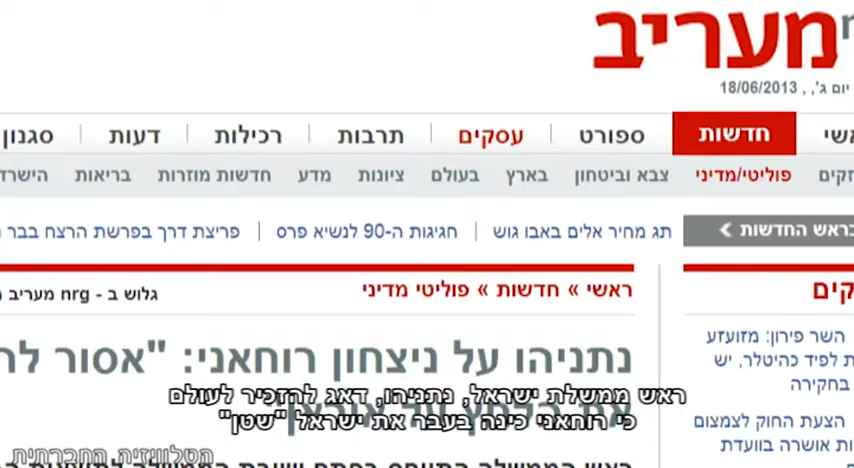 מעריב
יום ג', , 18/06/2013
חדשות ספורט עסקים תרבות רכילות דעות סגנון
פוליטי/מדיני צבא וביטחון בארץ בעולם ציונות מדע חדשות מוזרות בריאות
בראש החדשות תג מחיר אלים באבו גוש חגיגות ה-90 לנשיא פרס פריצת דרך בפרשת הרצח בבר
ראשי » חדשות » פוליטי מדיני
גלוש ב - nrg מעריב
נתניהו על ניצחון רוחאני: "אסור
ראש ממשלת ישראל, נתניהו, דאג להזכיר לעולם
כי רוחאני כינה בעבר את ישראל "שטן"
השר פירון: מזועזע
לפיד כהיטלר, יש
בחקירה
הצעת החוק לצמצום
אושרה בוועדת
הטלוויזיה החברתית